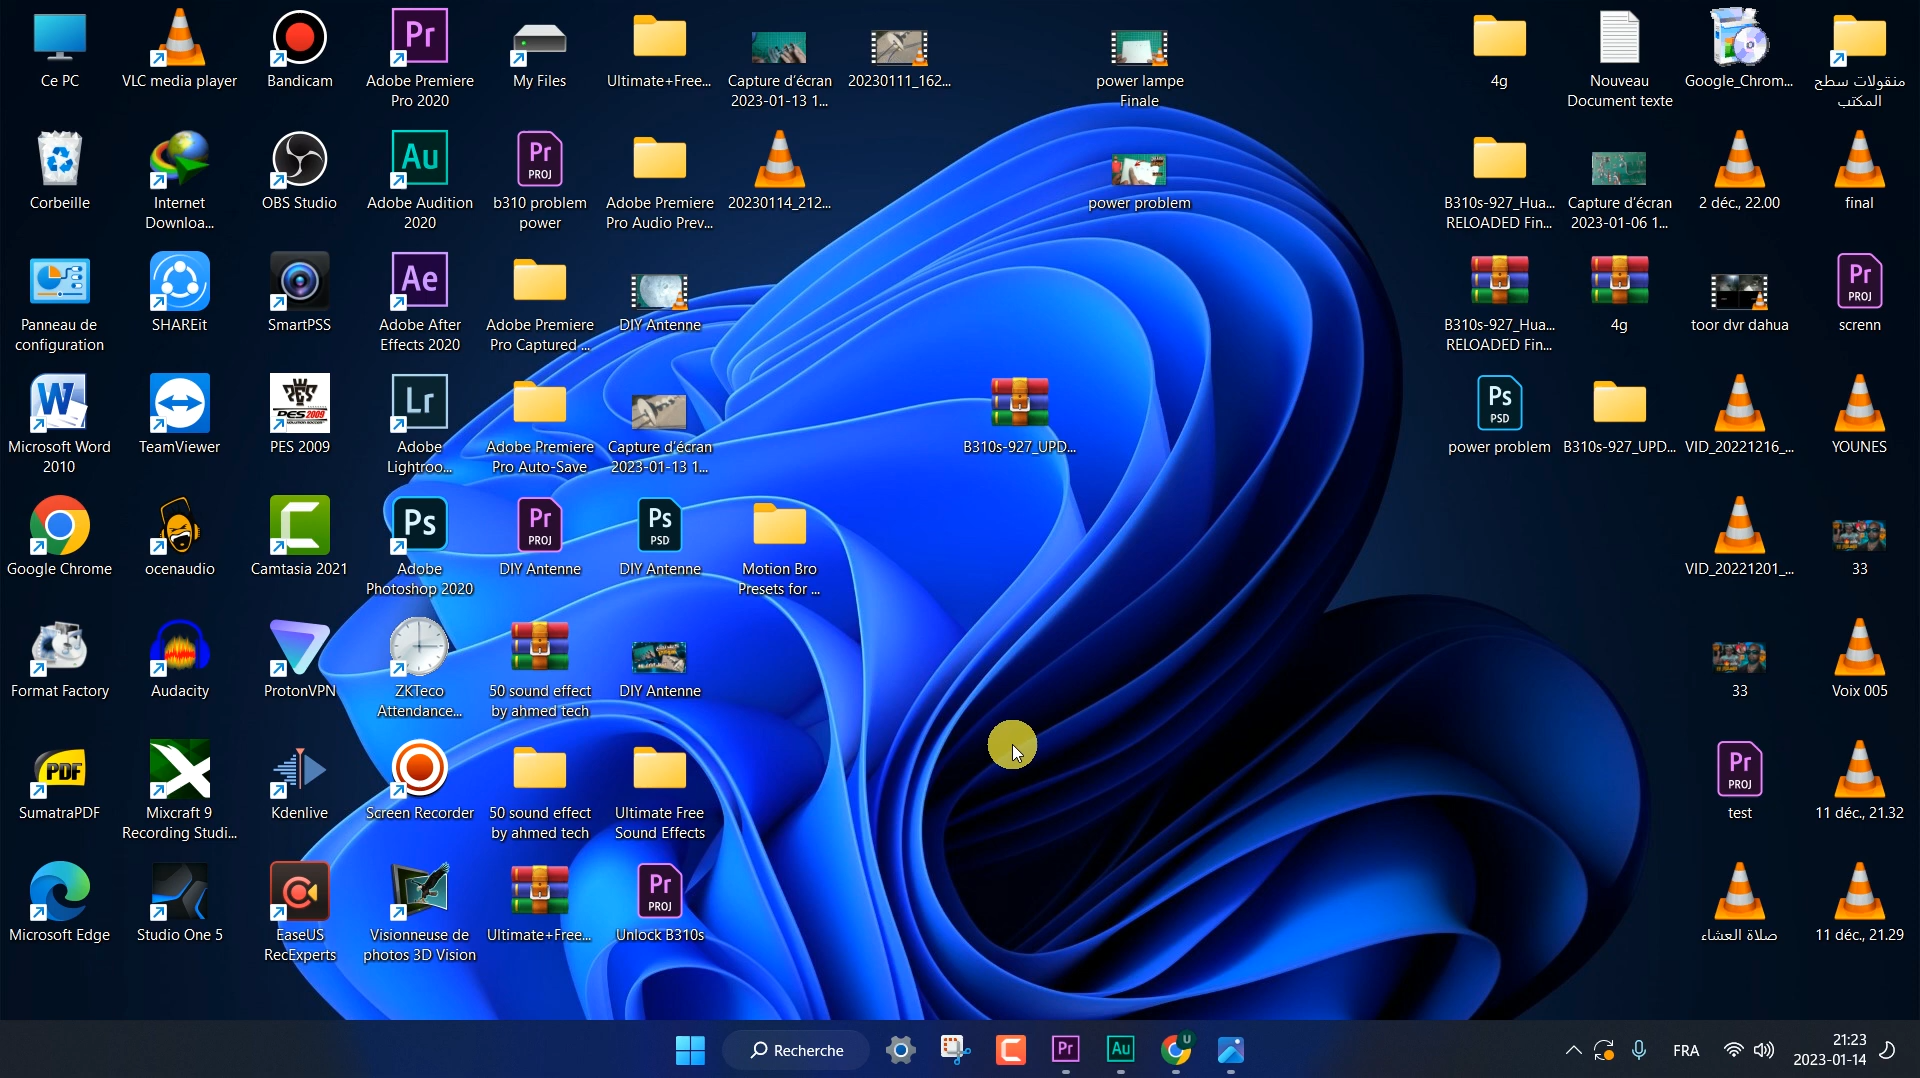 Ce PC
VLC media player
Bandicam
Adobe Premiere
Pro 2020
My Files
Ultimate+Free...
Capture d'écran
2023-01-13 1...
20230111_162...
power lampe
Finale
4g
Nouveau
Document texte
Google_Chrom...
منقولات سطح
المكتب
Corbeille
Internet
Downloa...
OBS Studio
Adobe Audition
2020
b310 problem
power
Adobe Premiere
Pro Audio Prev...
20230114_212...
power problem
B310s-927_Hua...
RELOADED Fin...
Capture d'écran
2023-01-06 1...
2 déc., 22.00
final
Panneau de
configuration
SHAREit
SmartPSS
Adobe After
Effects 2020
Adobe Premiere
Pro Captured ...
DIY Antenne
B310s-927_Hua...
RELOADED Fin...
4g
toor dvr dahua
screnn
Microsoft Word
2010
TeamViewer
PES 2009
Adobe
Lightroo...
Adobe Premiere
Pro Auto-Save
Capture d'écran
2023-01-13 1...
B310s-927_UPD...
power problem
B310s-927_UPD...
VID_20221216_...
YOUNES
Google Chrome
ocenaudio
Camtasia 2021
Adobe
Photoshop 2020
DIY Antenne
DIY Antenne
Motion Bro
Presets for ...
VID_20221201_...
33
Format Factory
Audacity
ProtonVPN
ZKTeco
Attendance...
50 sound effect
by ahmed tech
DIY Antenne
33
Voix 005
SumatraPDF
Mixcraft 9
Recording Studi...
Kdenlive
Screen Recorder
50 sound effect
by ahmed tech
Ultimate Free
Sound Effects
test
11 déc., 21.32
Microsoft Edge
Studio One 5
EaseUS
RecExperts
Visionneuse de
photos 3D Vision
Ultimate+Free...
Unlock B310s
صلاة العشاء
11 déc., 21.29
Recherche
FRA
21:23
2023-01-14